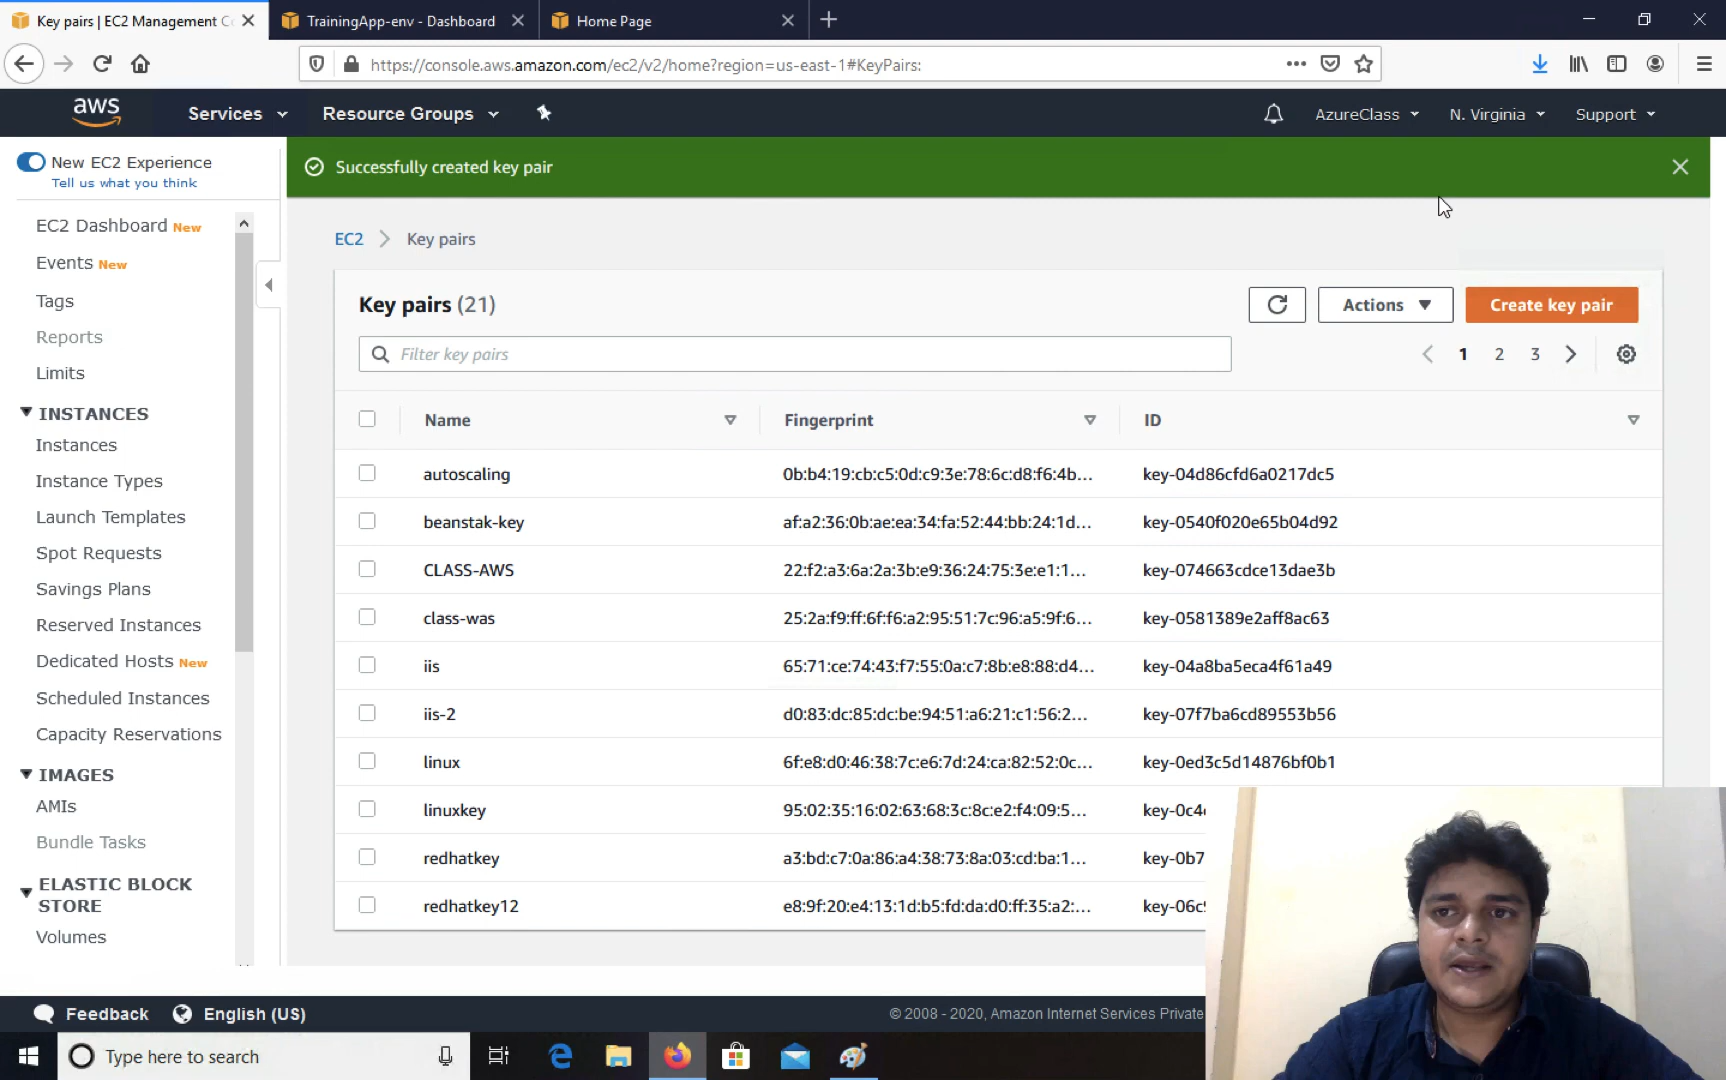 Key pairs | EC2 Management C
TrainingApp-env - Dashboard
Home Page
https://console.aws.amazon.com/ec2/v2/home?region=us-east-1#KeyPairs:
aws
Services
Resource Groups
AzureClass
N. Virginia
Support
New EC2 Experience
Tell us what you think
Successfully created key pair
EC2 Dashboard New
Events New
Tags
Reports
Limits
INSTANCES
Instances
Instance Types
Launch Templates
Spot Requests
Savings Plans
Reserved Instances
Dedicated Hosts New
Scheduled Instances
Capacity Reservations
IMAGES
AMIs
Bundle Tasks
ELASTIC BLOCK
STORE
Volumes
EC2 > Key pairs
Key pairs (21)
Actions
Create key pair
Filter key pairs
1 2 3
Name Fingerprint ID
autoscaling 0b:b4:19:cb:c5:0d:c9:3e:78:6c:d8:f6:4b... key-04d86cfd6a0217dc5
beanstak-key af:a2:36:0b:ae:ea:34:fa:52:44:bb:24:1d... key-0540f020e65b04d92
CLASS-AWS 22:f2:a3:6a:2a:3b:e9:36:24:75:3e:e1:1... key-074663cdce13dae3b
class-was 25:2a:f9:ff:6f:f6:a2:95:51:7c:96:a5:9f:6... key-0581389e2aff8ac63
iis 65:71:ce:74:43:f7:55:0a:c7:8b:e8:88:d4... key-04a8ba5eca4f61a49
iis-2 d0:83:dc:85:dc:be:94:51:a6:21:c1:56:2... key-07f7ba6cd89553b56
linux 6f:e8:d0:46:38:7c:e6:7d:24:ca:82:52:0c... key-0ed3c5d14876bf0b1
linuxkey 95:02:35:16:02:63:68:3c:8c:e2:f4:09:5... key-0c4
redhatkey a3:bd:c7:0a:86:a4:38:73:8a:03:cd:ba:1... key-0b7
redhatkey12 e8:9f:20:e4:13:1d:b5:fd:da:d0:ff:35:a2:... key-06c
Feedback
English (US)
© 2008 - 2020, Amazon Internet Services Private
Type here to search